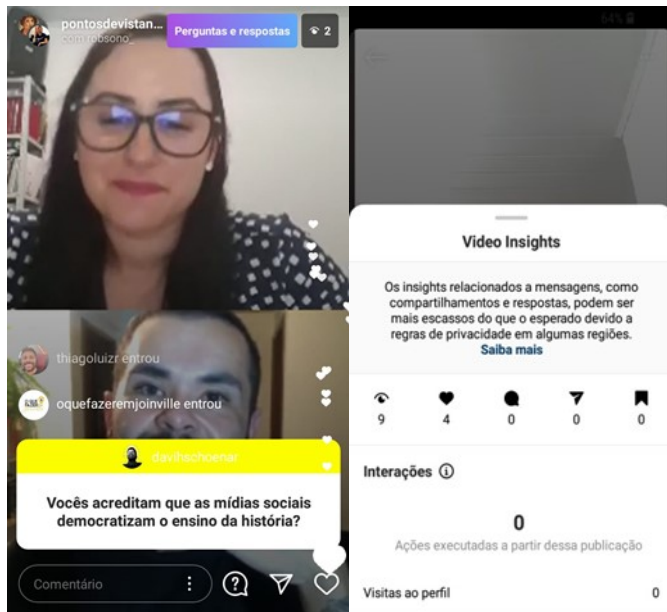 pontosdevistan...
com robsono_
Perguntas e respostas
2
thiagoluizr entrou
oquefazeremjoinville entrou
davihschoenar
Vocês acreditam que as mídias sociais
democratizam o ensino da história?
Comentário
64%
Video Insights
Os insights relacionados a mensagens, como
compartilhamentos e respostas, podem ser
mais escassos do que o esperado devido a
regras de privacidade em algumas regiões.
Saiba mais
9 4 0 0 0
Interações
0
Ações executadas a partir dessa publicação
Visitas ao perfil 0